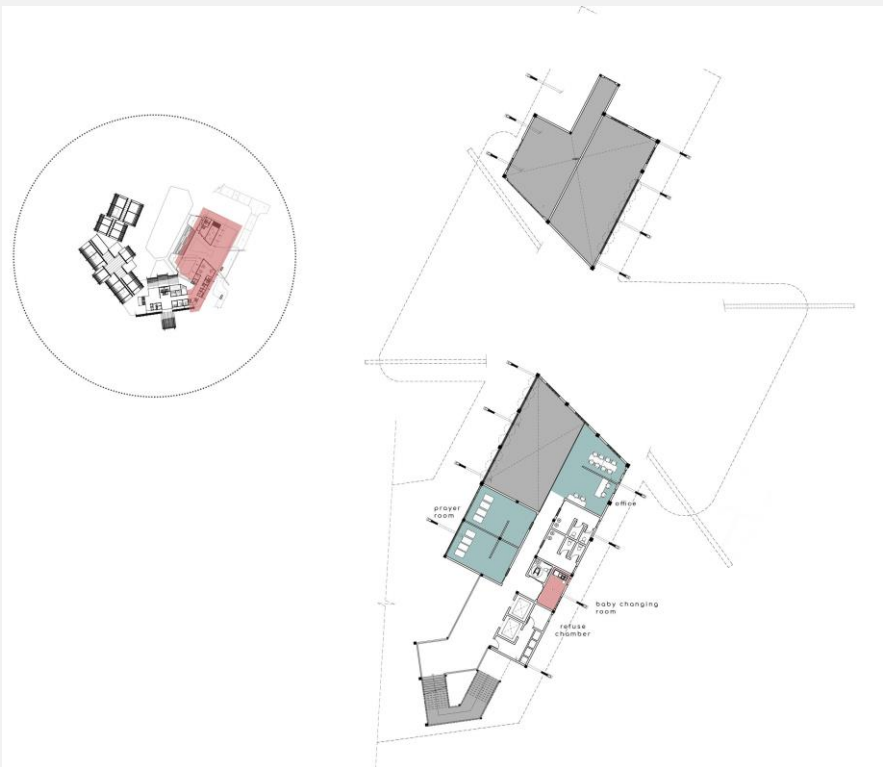 prayer
room
office
baby changing
room
refuse
chamber